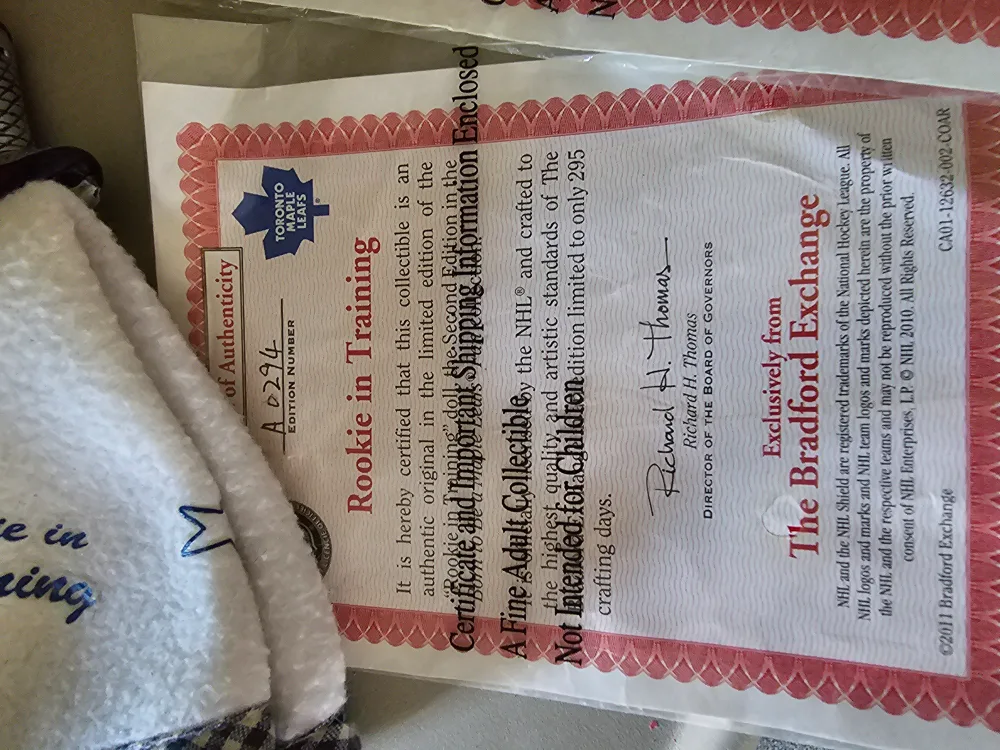 of Authenticity
A 0294
EDITION NUMBER
TORONTO
MAPLE
LEAFS
Rookie in Training
It is hereby certified that this collectible is an
authentic original in the limited edition of the
"Rookie in Training" doll, the Second Edition in the
Born to Be a Maple Leafs
Certificate and Important Shipping Information Enclosed
by the NHL® and crafted to
A Fine Adult Collectible,
the highest quality and artistic standards of The
Not Intended for Children
dition limited to only 295
crafting days.
Richard H. Thomas
Richard H. Thomas
DIRECTOR OF THE BOARD OF GOVERNORS
Exclusively from
The Bradford Exchange
NHL and the NHL Shield are registered trademarks of the National Hockey League. All
NHL logos and marks and NHL team logos and marks depicted herein are the property of
the NHL and the respective teams and may not be reproduced without the prior written
consent of NHL Enterprises, L.P. © NHL 2010. All Rights Reserved.
©2011 Bradford Exchange
CA01-12632-002-COAR
e in
ning